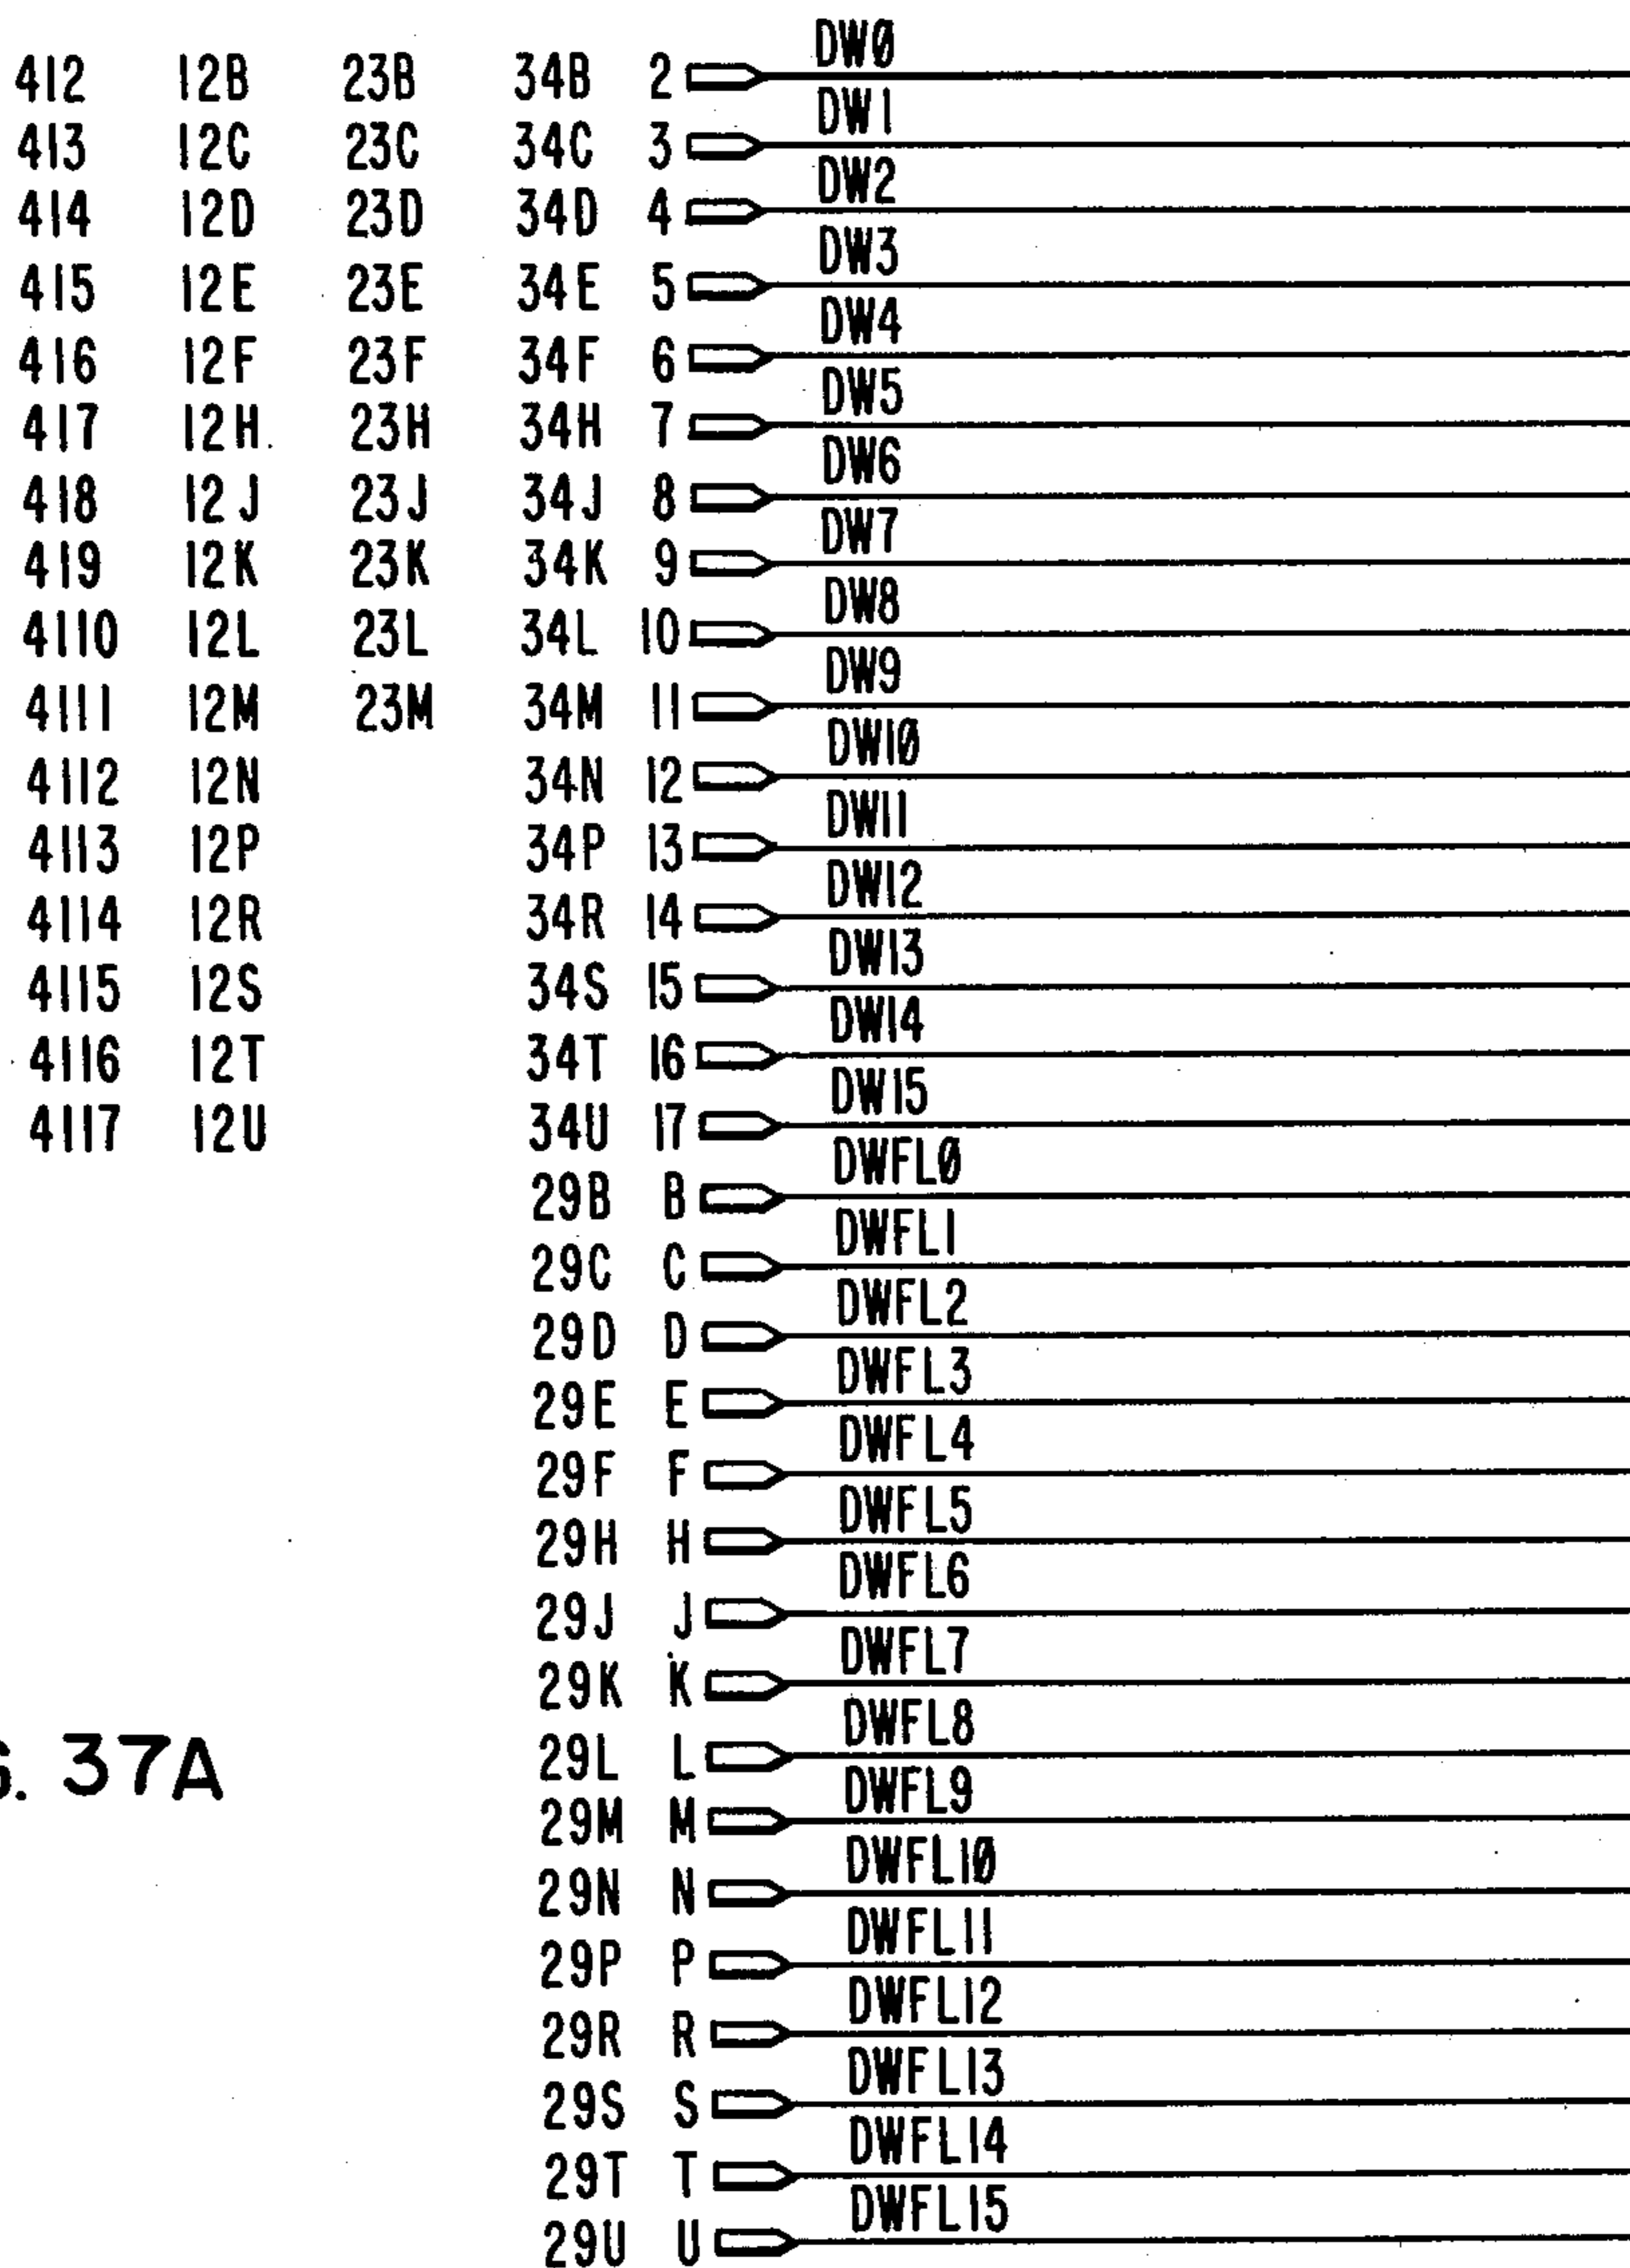 DWØ
412 12B 23B 34B 2
DW1
413 12C 23C 34C 3
DW2
414 12D 23D 34D 4
DW3
415 12E 23E 34E 5
DW4
416 12F 23F 34F 6
DW5
417 12H 23H 34H 7
DW6
418 12J 23J 34J 8
DW7
419 12K 23K 34K 9
DW8
4110 12L 23L 34L 10
DW9
4111 12M 23M 34M 11
DW1Ø
4112 12N 34N 12
DW11
4113 12P 34P 13
DW12
4114 12R 34R 14
DW13
4115 12S 34S 15
DW14
4116 12T 34T 16
DW15
4117 12U 34U 17
DWFLØ
29B B
DWFL1
29C C
DWFL2
29D D
DWFL3
29E E
DWFL4
29F F
DWFL5
29H H
DWFL6
29J J
DWFL7
29K K
DWFL8
29L L
G. 37A
DWFL9
29M M
DWFL1Ø
29N N
DWFL11
29P P
DWFL12
29R R
DWFL13
29S S
DWFL14
29T T
DWFL15
29U U